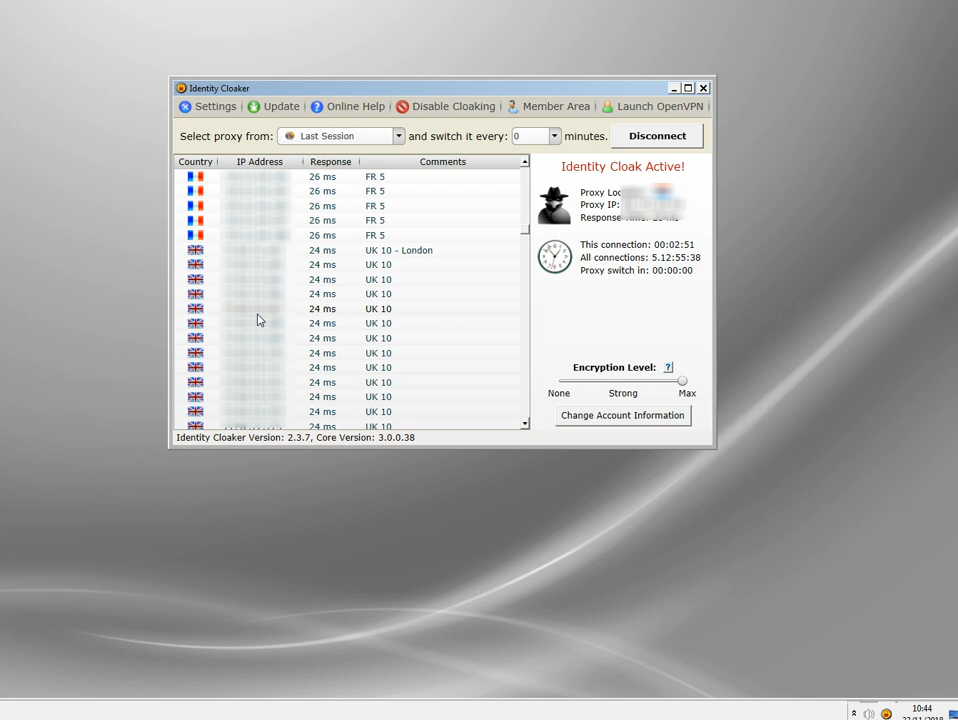 Identity Cloaker
Settings Update Online Help Disable Cloaking Member Area Launch OpenVPN
Select proxy from: Last Session and switch it every: 0 minutes. Disconnect
Country IP Address Response Comments
26 ms FR 5
26 ms FR 5
26 ms FR 5
26 ms FR 5
26 ms FR 5
24 ms UK 10 - London
24 ms UK 10
24 ms UK 10
24 ms UK 10
24 ms UK 10
24 ms UK 10
24 ms UK 10
24 ms UK 10
24 ms UK 10
24 ms UK 10
24 ms UK 10
24 ms UK 10
24 ms UK 10
Identity Cloak Active!
Proxy
Proxy IP:
Response
This connection: 00:02:51
All connections: 5.12:55:38
Proxy switch in: 00:00:00
Encryption Level: ?
None Strong Max
Change Account Information
Identity Cloaker Version: 2.3.7, Core Version: 3.0.0.38
10:44